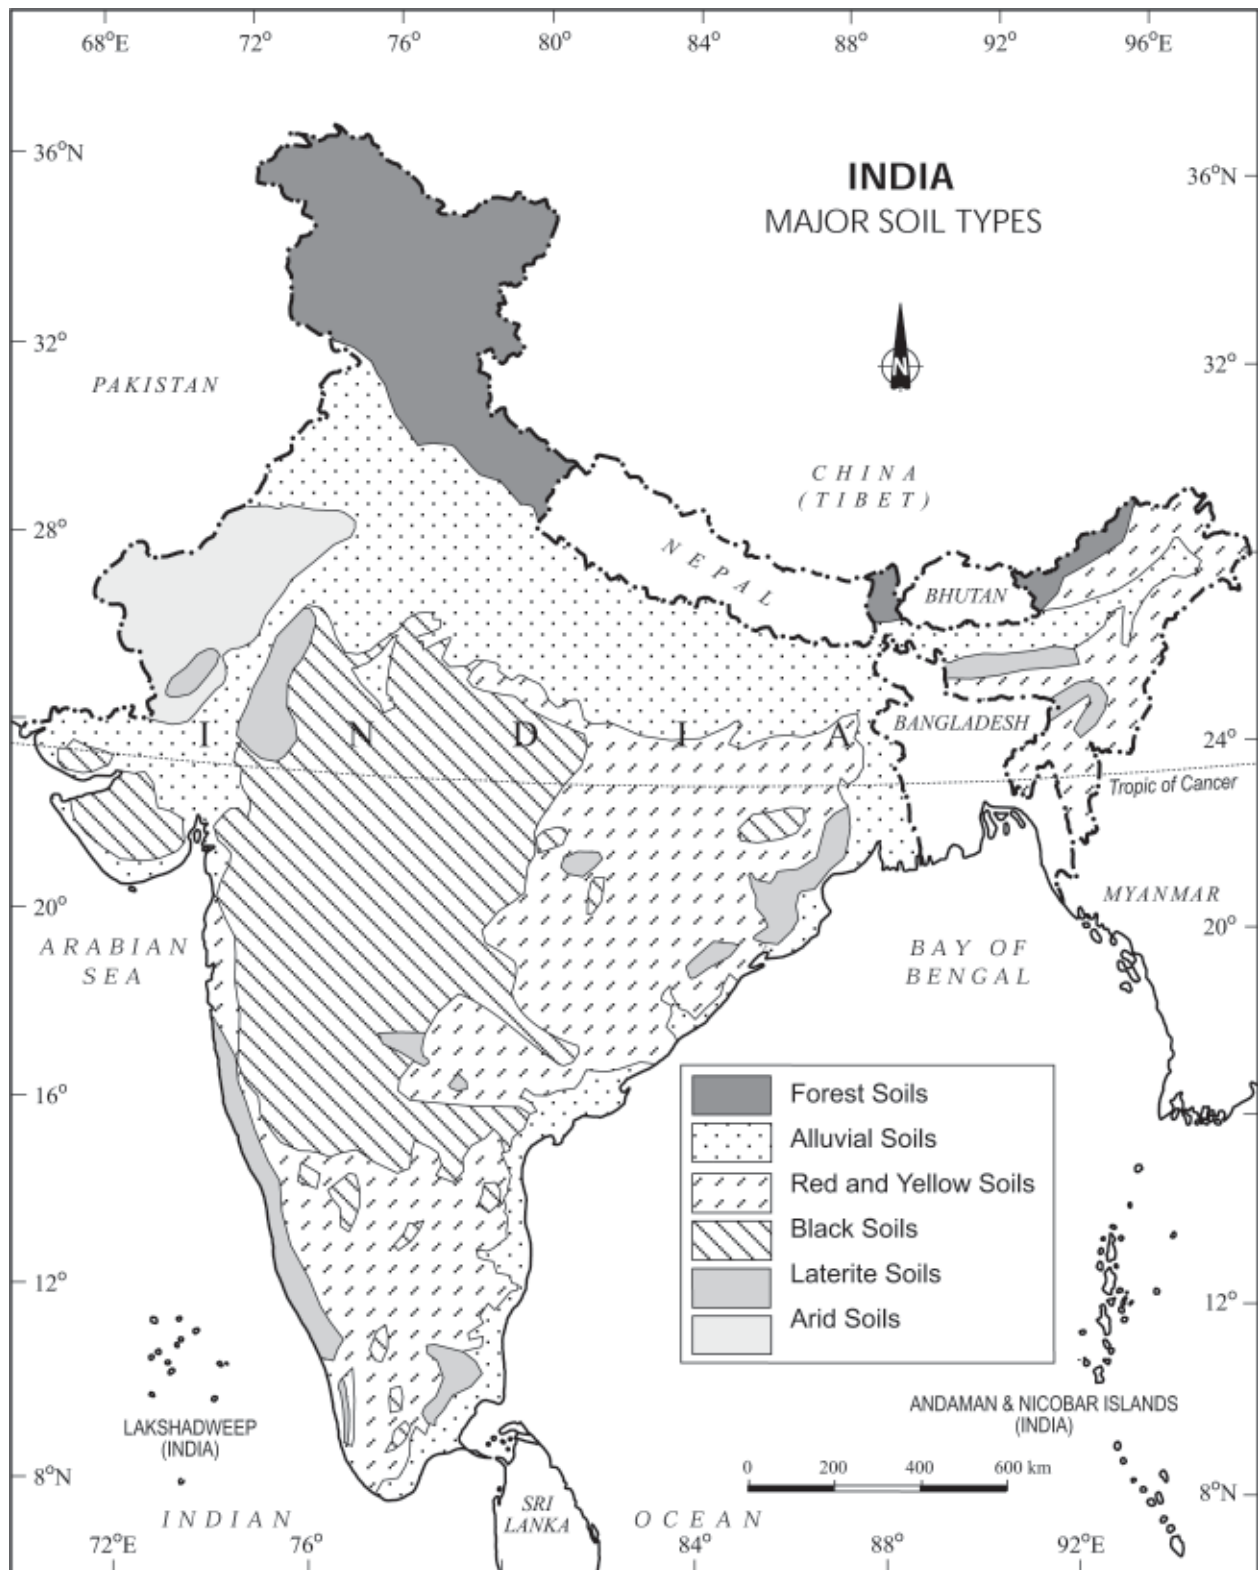 68°E 72° 76° 80° 84° 88° 92° 96°E
36°N
INDIA
36°N
MAJOR SOIL TYPES
32°
N
32°
PAKISTAN
CHINA
(TIBET)
28°
NEPAL
BHUTAN
I N D I A
BANGLADESH
24°
Tropic of Cancer
20°
MYANMAR
20°
ARABIAN
SEA
BAY OF
BENGAL
16°
Forest Soils
Alluvial Soils
Red and Yellow Soils
Black Soils
Laterite Soils
Arid Soils
12°
12°
LAKSHADWEEP
(INDIA)
ANDAMAN & NICOBAR ISLANDS
(INDIA)
0 200 400 600 km
8°N
8°N
SRI
LANKA
INDIAN OCEAN
72°E 76° 84° 88° 92°E